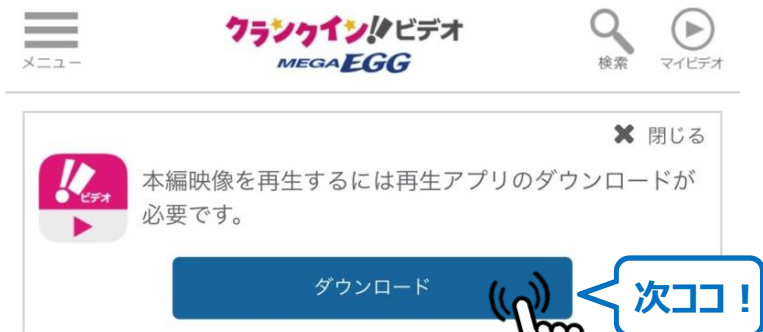 クランクイン!!ビデオ
MEGA EGG
メニュー
検索
マイビデオ
✖ 閉じる
ビデオ
本編映像を再生するには再生アプリのダウンロードが
必要です。
ダウンロード
次ココ！